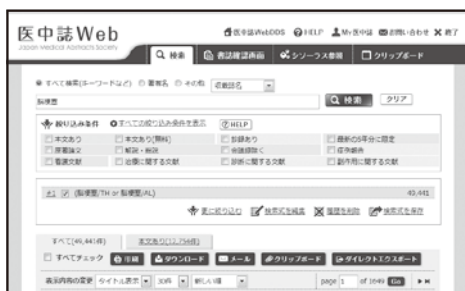 医中誌Web
Japan Medical Abstracts Society
医中誌WebDDS HELP My医中誌 お問い合わせ 終了
検索 書誌確認画面 シソーラス参照 クリップボード
すべて検索(キーワードなど) 著者名 その他 収載誌名
脳梗塞 検索 クリア
絞り込み条件 すべての絞り込み条件を表示 HELP
本文あり 本文あり[無料] 抄録あり 最新の5年分に限定
原著論文 解説・総説 会議録除く 症例報告
看護文献 治療に関する文献 診断に関する文献 副作用に関する文献
#1 (脳梗塞/TH or 脳梗塞/AL) 49,441
更に絞り込む 検索式を編集 履歴を削除 検索式を保存
すべて(49,441件) 本文あり(12,754件)
すべてチェック 印刷 ダウンロード メール クリップボード ダイレクトエクスポート
表示内容の変更 タイトル表示 30件 新しい順 page 1 of 1649 Go